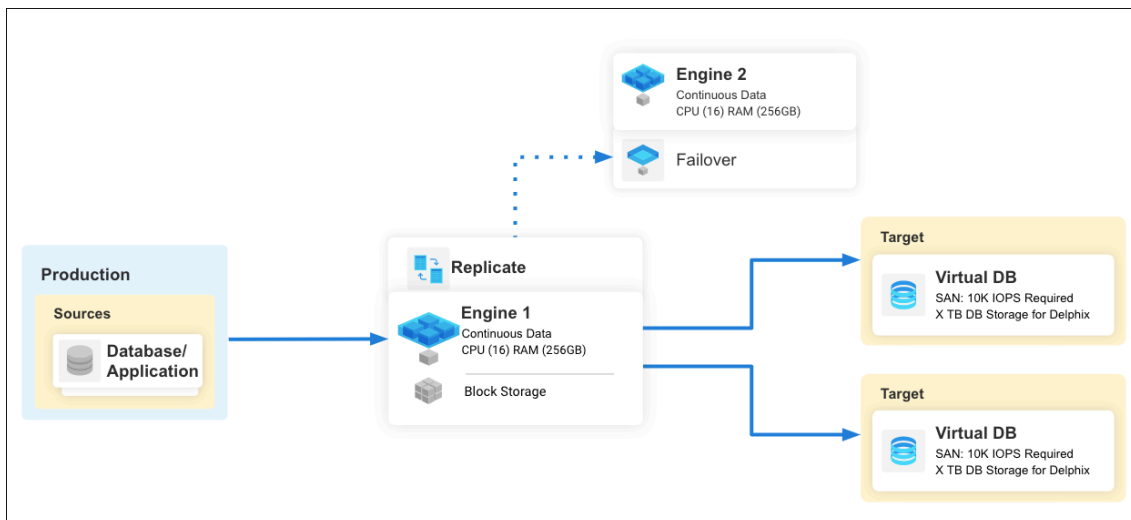 Engine 2
Continuous Data
CPU (16) RAM (256GB)
Failover
Production
Sources
Database/
Application
Replicate
Engine 1
Continuous Data
CPU (16) RAM (256GB)
Block Storage
Target
Virtual DB
SAN: 10K IOPS Required
X TB DB Storage for Delphix
Target
Virtual DB
SAN: 10K IOPS Required
X TB DB Storage for Delphix